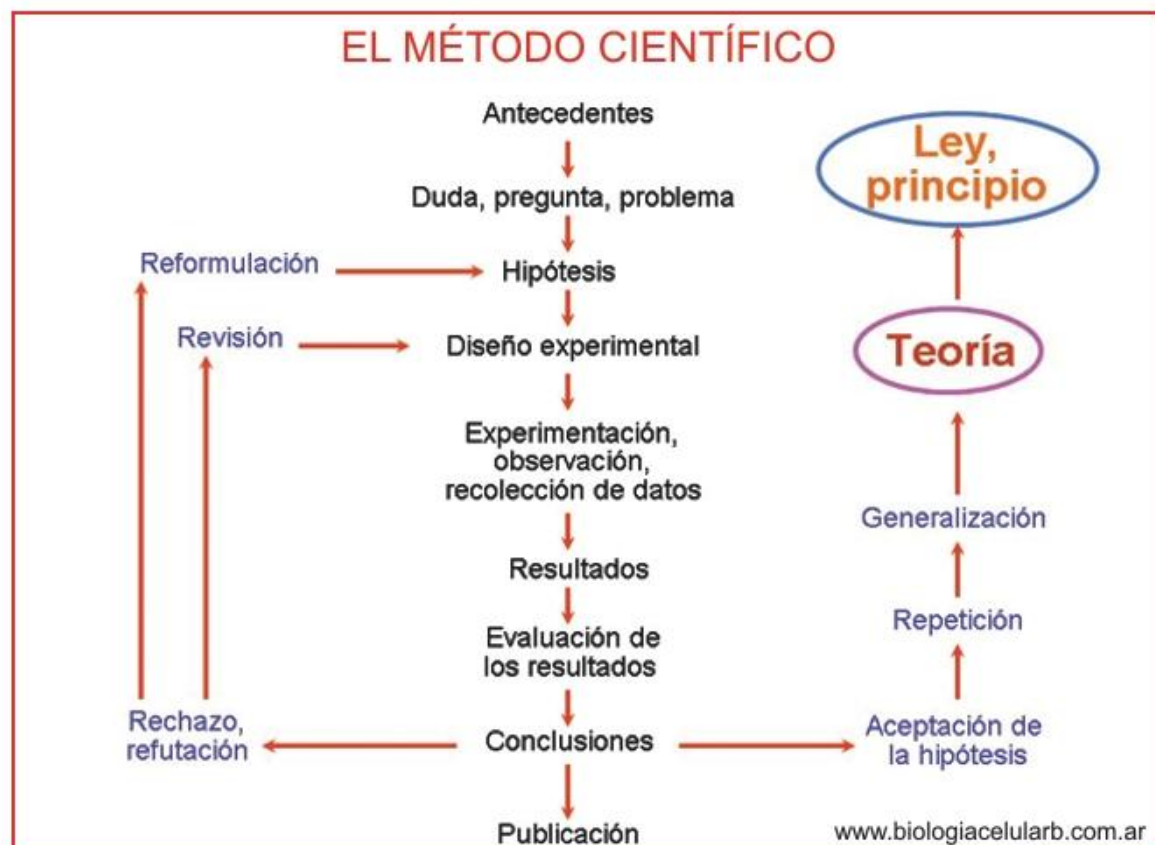 EL MÉTODO CIENTÍFICO
Antecedentes
Duda, pregunta, problema
Reformulación
Hipótesis
Revisión
Diseño experimental
Experimentación,
observación,
recolección de datos
Resultados
Evaluación de
los resultados
Rechazo,
refutación
Conclusiones
Publicación
Ley,
principio
Teoría
Generalización
Repetición
Aceptación de
la hipótesis
www.biologiacelularb.com.ar